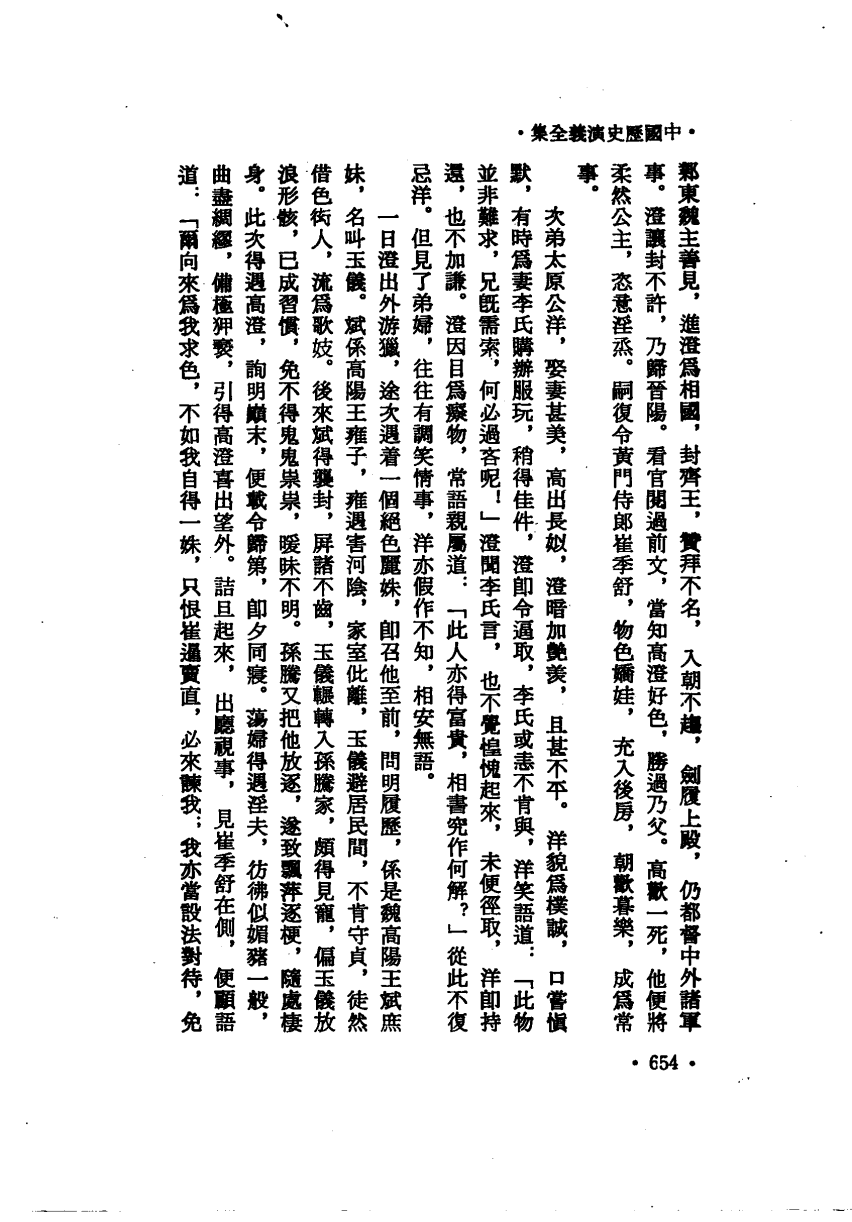 ・中國歷史演義全集・
鄴東魏主善見，進澄爲相國，封齊王，贊拜不名，入朝不趨，劍履上殿，仍都督中外諸軍
事。澄讓封不許，乃歸晉陽。看官閱過前文，當知高澄好色，勝過乃父。高歡一死，他便將
柔然公主，恣意淫烝。嗣復令黃門侍郎崔季舒，物色嬌娃，充入後房，朝歡暮樂，成爲常
事。
次弟太原公洋，娶妻甚美，高出長姒，澄暗加艷羨，且甚不平。洋貌爲樸誠，口嘗愼
默，有時爲妻李氏購辦服玩，稍得佳件，澄卽令逼取，李氏或恚不肯與，洋笑語道：「此物
並非難求，兄旣需索，何必過吝呢！」澄聞李氏言，也不覺惶愧起來，未便徑取，洋卽持
還，也不加謙。澄因目爲癡物，常語親屬道：「此人亦得富貴，相書究作何解？」從此不復
忌洋。但見了弟婦，往往有調笑情事，洋亦假作不知，相安無語。
一日澄出外游獵，途次遇着一個絕色麗姝，卽召他至前，問明履歷，係是魏高陽王斌庶
妹，名叫玉儀。斌係高陽王雍子，雍遇害河陰，家室仳離，玉儀避居民間，不肯守貞，徒然
借色衒人，流爲歌妓。後來斌得襲封，屏諸不齒，玉儀輾轉入孫騰家，頗得見寵，偏玉儀放
浪形骸，已成習慣，免不得鬼鬼祟祟，曖昧不明。孫騰又把他放逐，遂致飄萍逐梗，隨處棲
身。此次得遇高澄，詢明巔末，便載令歸第，卽夕同寢。蕩婦得遇淫夫，彷彿似媚豬一般，
曲盡綢繆，備極狎褻，引得高澄喜出望外。詰旦起來，出廳視事，見崔季舒在側，便顧語
道：「爾向來爲我求色，不如我自得一姝，只恨崔暹賣直，必來諫我；我亦當設法對待，免
・654・